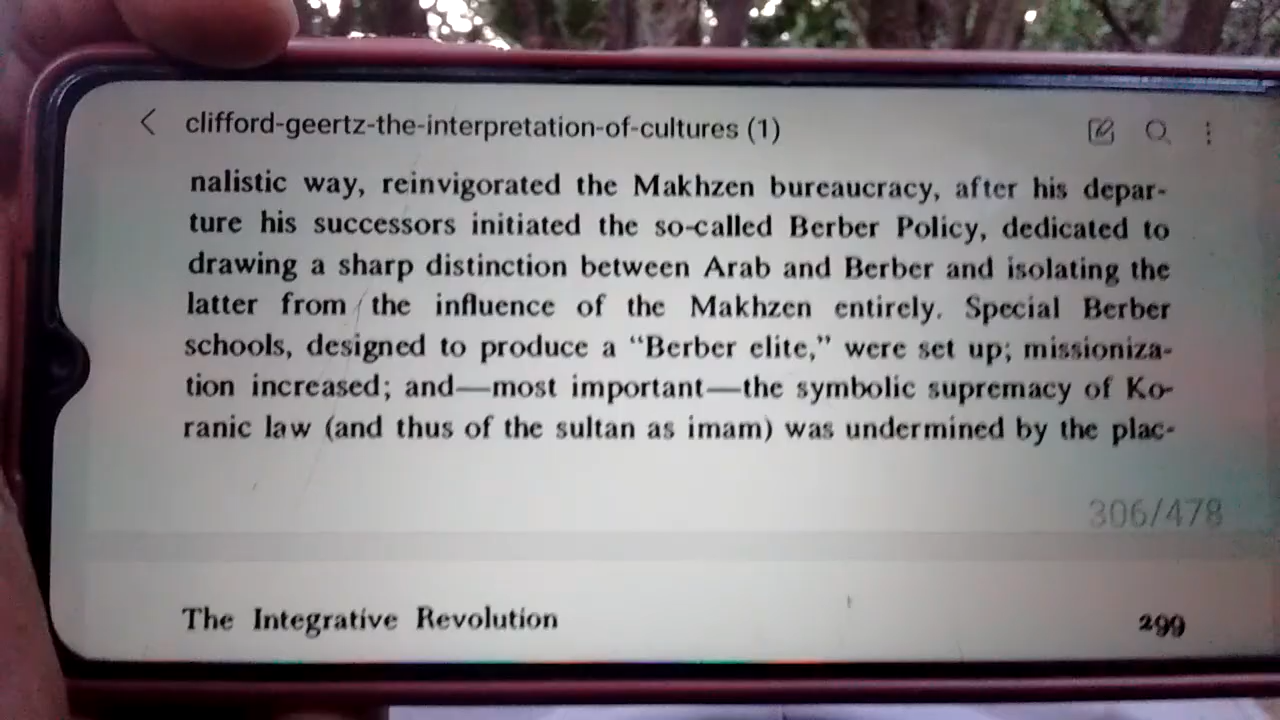 clifford-geertz-the-interpretation-of-cultures (1)
nalistic way, reinvigorated the Makhzen bureaucracy, after his depar-
ture his successors initiated the so-called Berber Policy, dedicated to
drawing a sharp distinction between Arab and Berber and isolating the
latter from the influence of the Makhzen entirely. Special Berber
schools, designed to produce a “Berber elite,” were set up; missioniza-
tion increased; and—most important—the symbolic supremacy of Ko-
ranic law (and thus of the sultan as imam) was undermined by the plac-
306/478
The Integrative Revolution 299